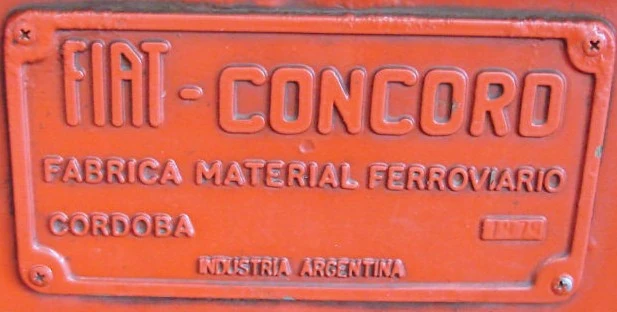 FIAT-CONCORD
FABRICA MATERIAL FERROVIARIO
CORDOBA
INDUSTRIA ARGENTINA